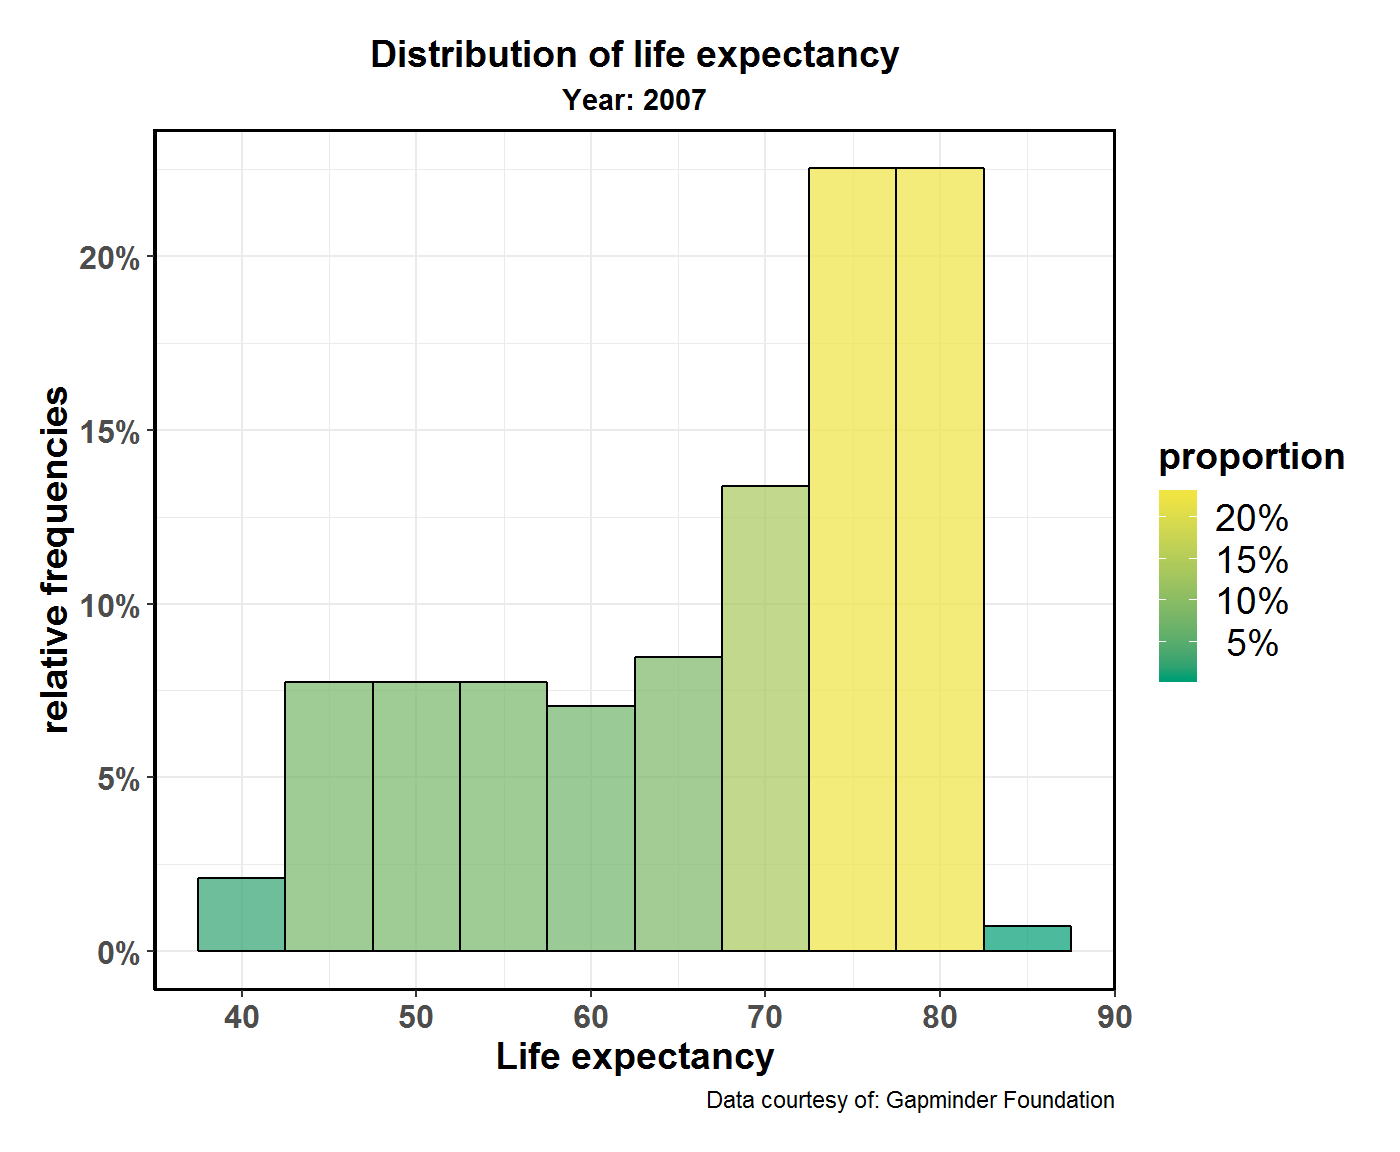 Distribution of life expectancy
Year: 2007
relative frequencies
20%
15%
10%
5%
0%
40 50 60 70 80 90
Life expectancy
proportion
20%
15%
10%
5%
Data courtesy of: Gapminder Foundation